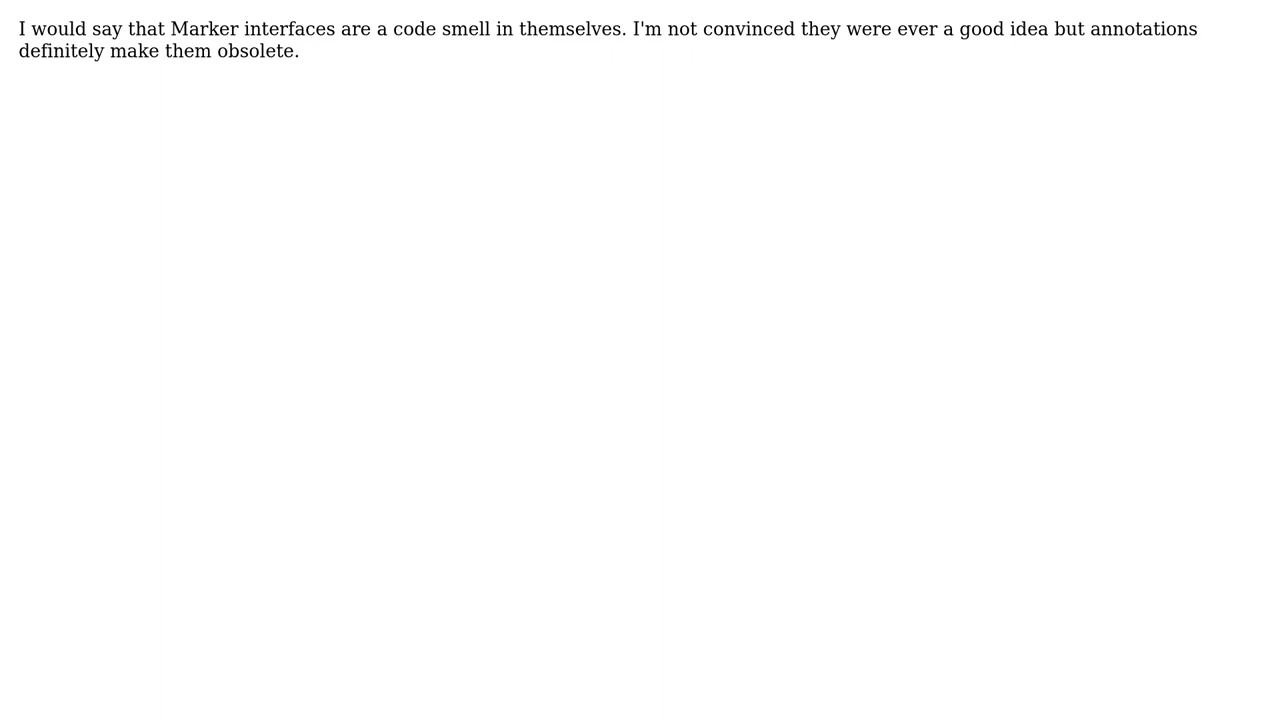 I would say that Marker interfaces are a code smell in themselves. I'm not convinced they were ever a good idea but annotations
definitely make them obsolete.